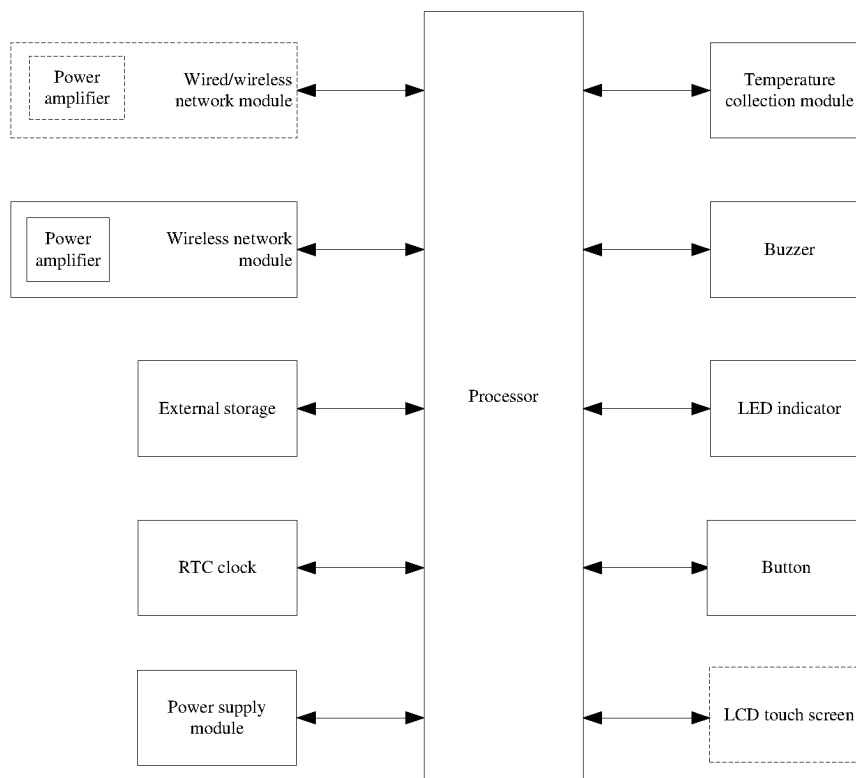 Power
amplifier
Wired/wireless
network module
Power
amplifier
Wireless network
module
External storage
RTC clock
Power supply
module
Processor
Temperature
collection module
Buzzer
LED indicator
Button
LCD touch screen